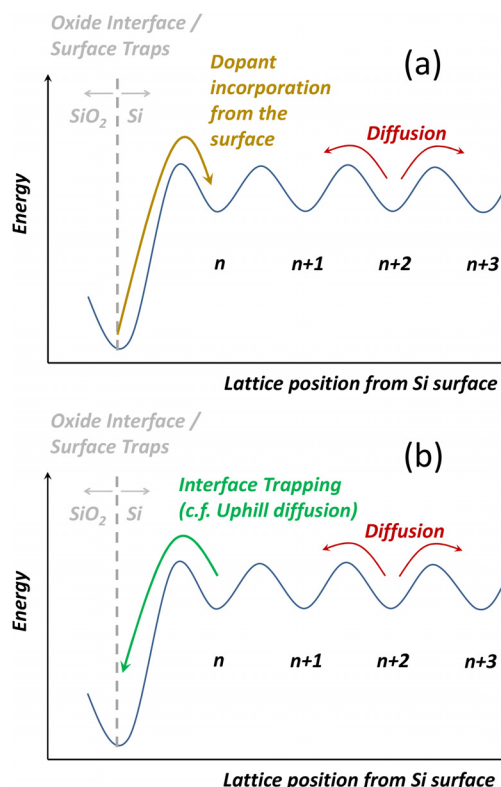 Oxide Interface /
Surface Traps
(a)
SiO2 Si
Dopant
incorporation
from the
surface
Diffusion
Energy
n n+1 n+2 n+3
Lattice position from Si surface
Oxide Interface /
Surface Traps
(b)
SiO2 Si
Interface Trapping
(c.f. Uphill diffusion)
Diffusion
Energy
n n+1 n+2 n+3
Lattice position from Si surface